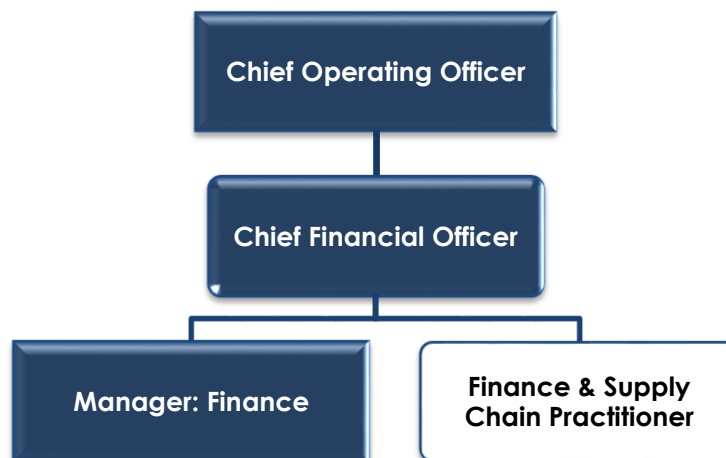 Chief Operating Officer
Chief Financial Officer
Manager: Finance
Finance & Supply
Chain Practitioner